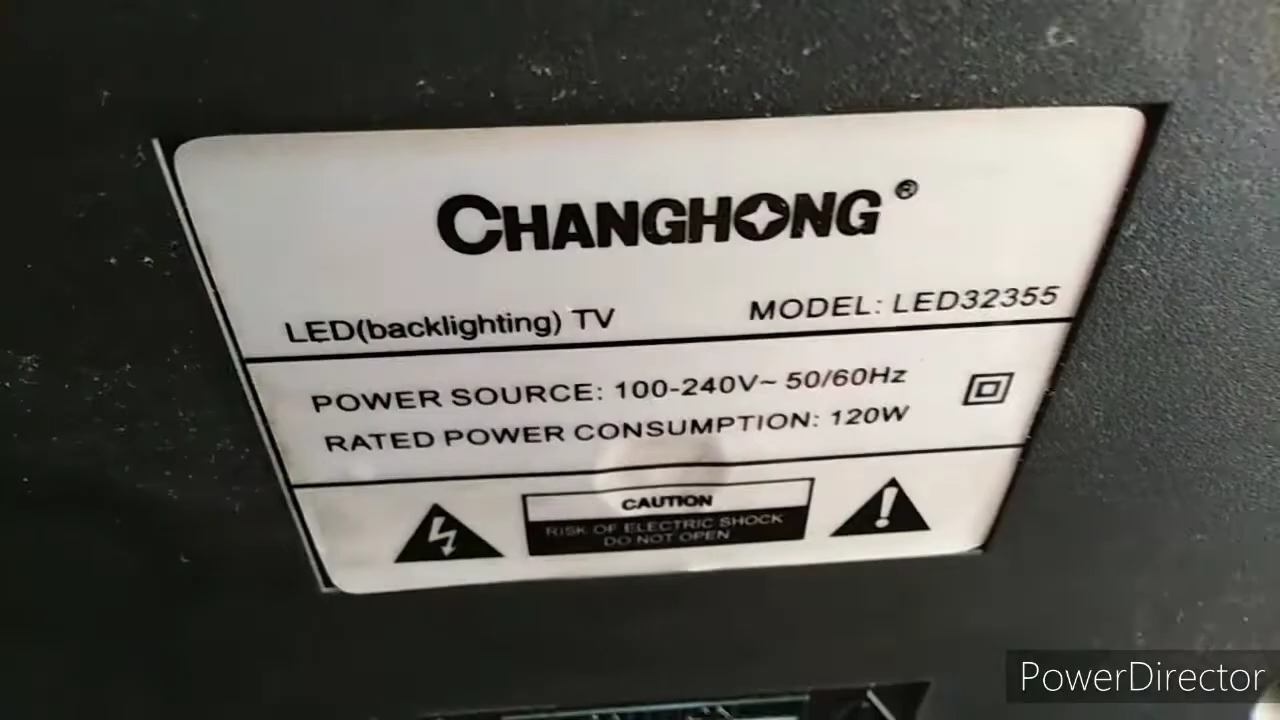 CHANGHONG ®
LED(backlighting) TV MODEL: LED32355
POWER SOURCE: 100-240V~ 50/60Hz
RATED POWER CONSUMPTION: 120W
CAUTION
RISK OF ELECTRIC SHOCK
DO NOT OPEN
PowerDirector